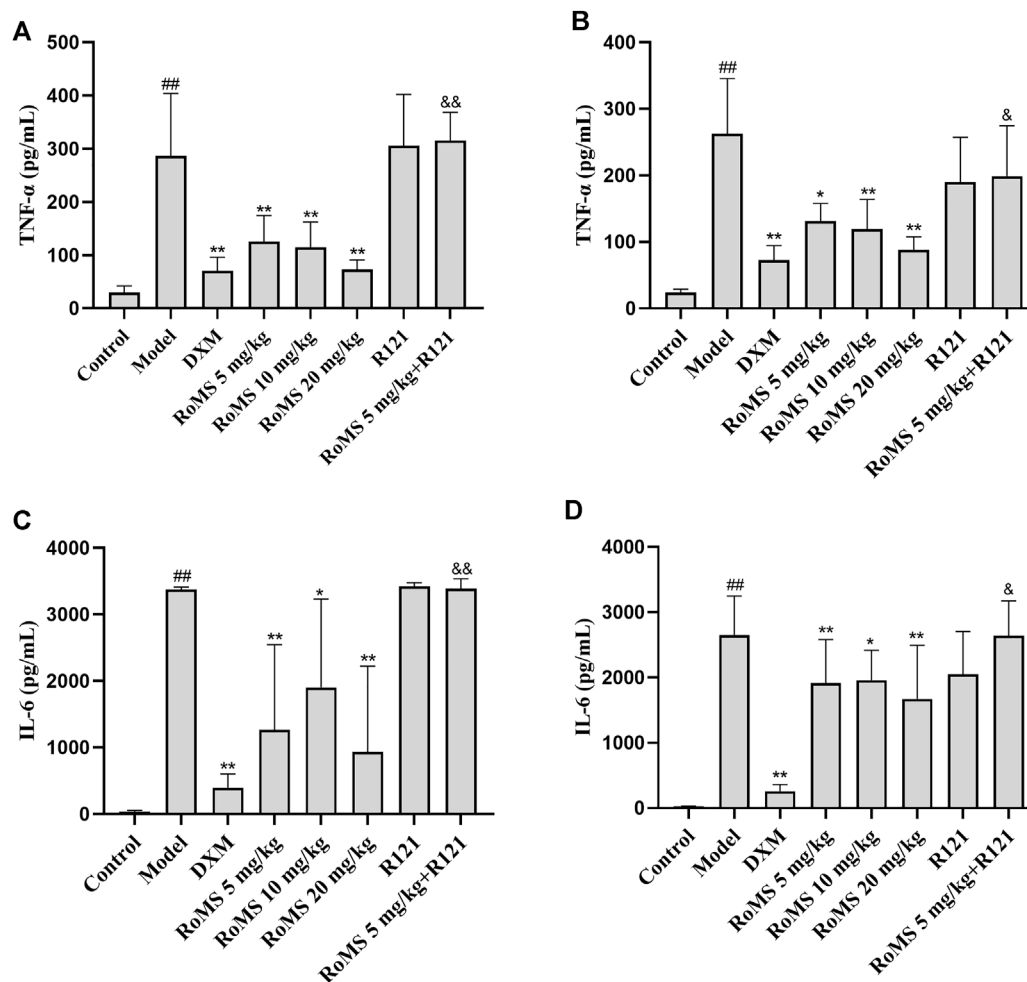 A
TNF-α (pg/mL)
500
400
300
200
100
0
##
**
**
**
**
&&
Control
Model
DXM
RoMS 5 mg/kg
RoMS 10 mg/kg
RoMS 20 mg/kg
R121
RoMS 5 mg/kg+R121
B
TNF-α (pg/mL)
400
300
200
100
0
##
**
*
**
**
&
Control
Model
DXM
RoMS 5 mg/kg
RoMS 10 mg/kg
RoMS 20 mg/kg
R121
RoMS 5 mg/kg+R121
C
IL-6 (pg/mL)
4000
3000
2000
1000
0
##
**
**
*
**
&&
Control
Model
DXM
RoMS 5 mg/kg
RoMS 10 mg/kg
RoMS 20 mg/kg
R121
RoMS 5 mg/kg+R121
D
IL-6 (pg/mL)
4000
3000
2000
1000
0
##
**
**
*
**
&
Control
Model
DXM
RoMS 5 mg/kg
RoMS 10 mg/kg
RoMS 20 mg/kg
R121
RoMS 5 mg/kg+R121